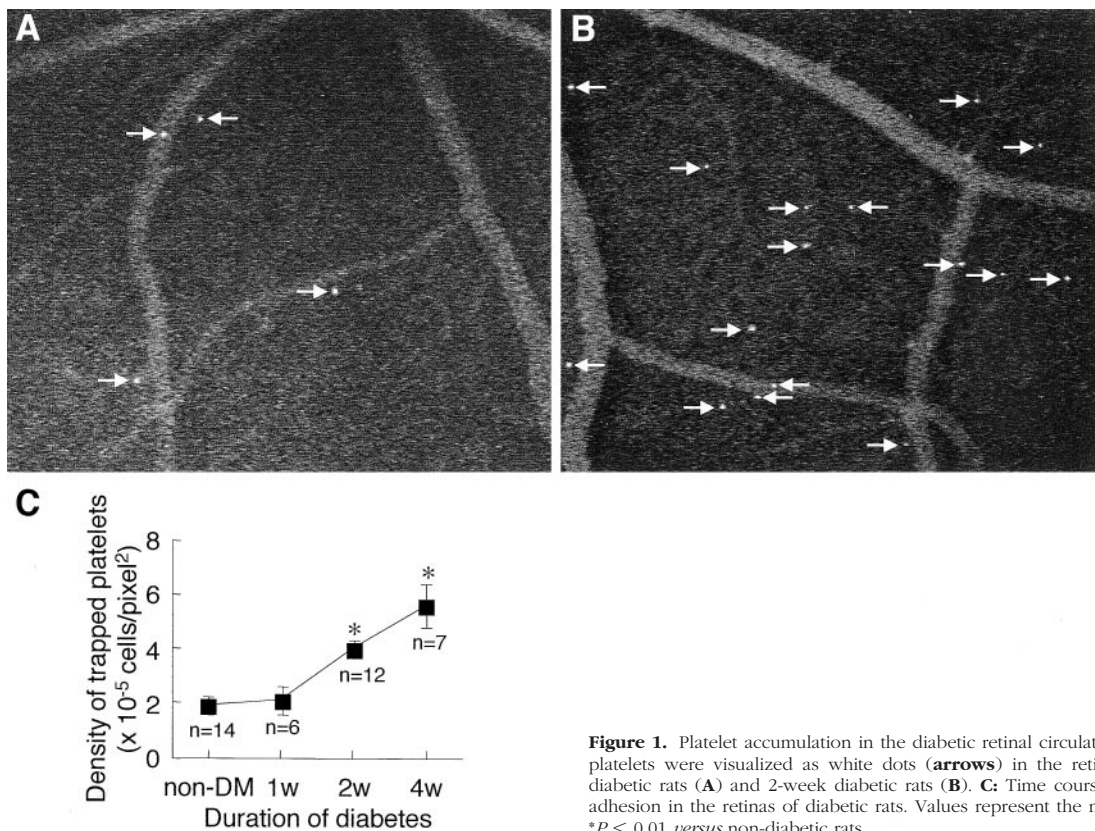 A
B
C
Density of trapped platelets
(x 10-5 cells/pixel2)
8
6
4
2
0
*
*
n=14
n=6
n=12
n=7
non-DM 1w 2w 4w
Duration of diabetes
Figure 1. Platelet accumulation in the diabetic retinal
platelets were visualized as white dots (arrows) in the
diabetic rats (A) and 2-week diabetic rats (B). C: Time
adhesion in the retinas of diabetic rats. Values represent the
*P < 0.01 versus non-diabetic rats.